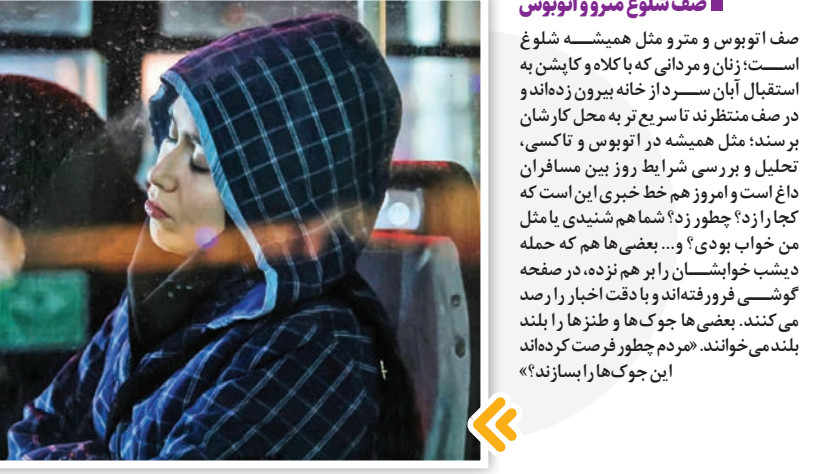 صف شلوغ مترو و اتوبوس
صف اتوبوس و مترو مثل همیشه شلوغ
است؛ زنان و مردانی که با کلاه و کاپشن به
استقبال آبان سرد از خانه بیرون زده‌اند و
در صف منتظرند تا سریع‌تر به محل کارشان
برسند؛ مثل همیشه در اتوبوس و تاکسی،
تحلیل و بررسی شرایط روز بین مسافران
داغ است و امروز هم خط خبری این است که
کجا را زد؟ چطور زد؟ شما هم شنیدی یا مثل
من خواب بودی؟ و... بعضی‌ها هم که حمله
دیشب خوابشان را بر هم نزده، در صفحه
گوشی فرو رفته‌اند و با دقت اخبار را رصد
می‌کنند. بعضی‌ها جوک‌ها و طنزها را بلند
بلند می‌خوانند. «مردم چطور فرصت کرده‌اند
این جوک‌ها را بسازند؟»